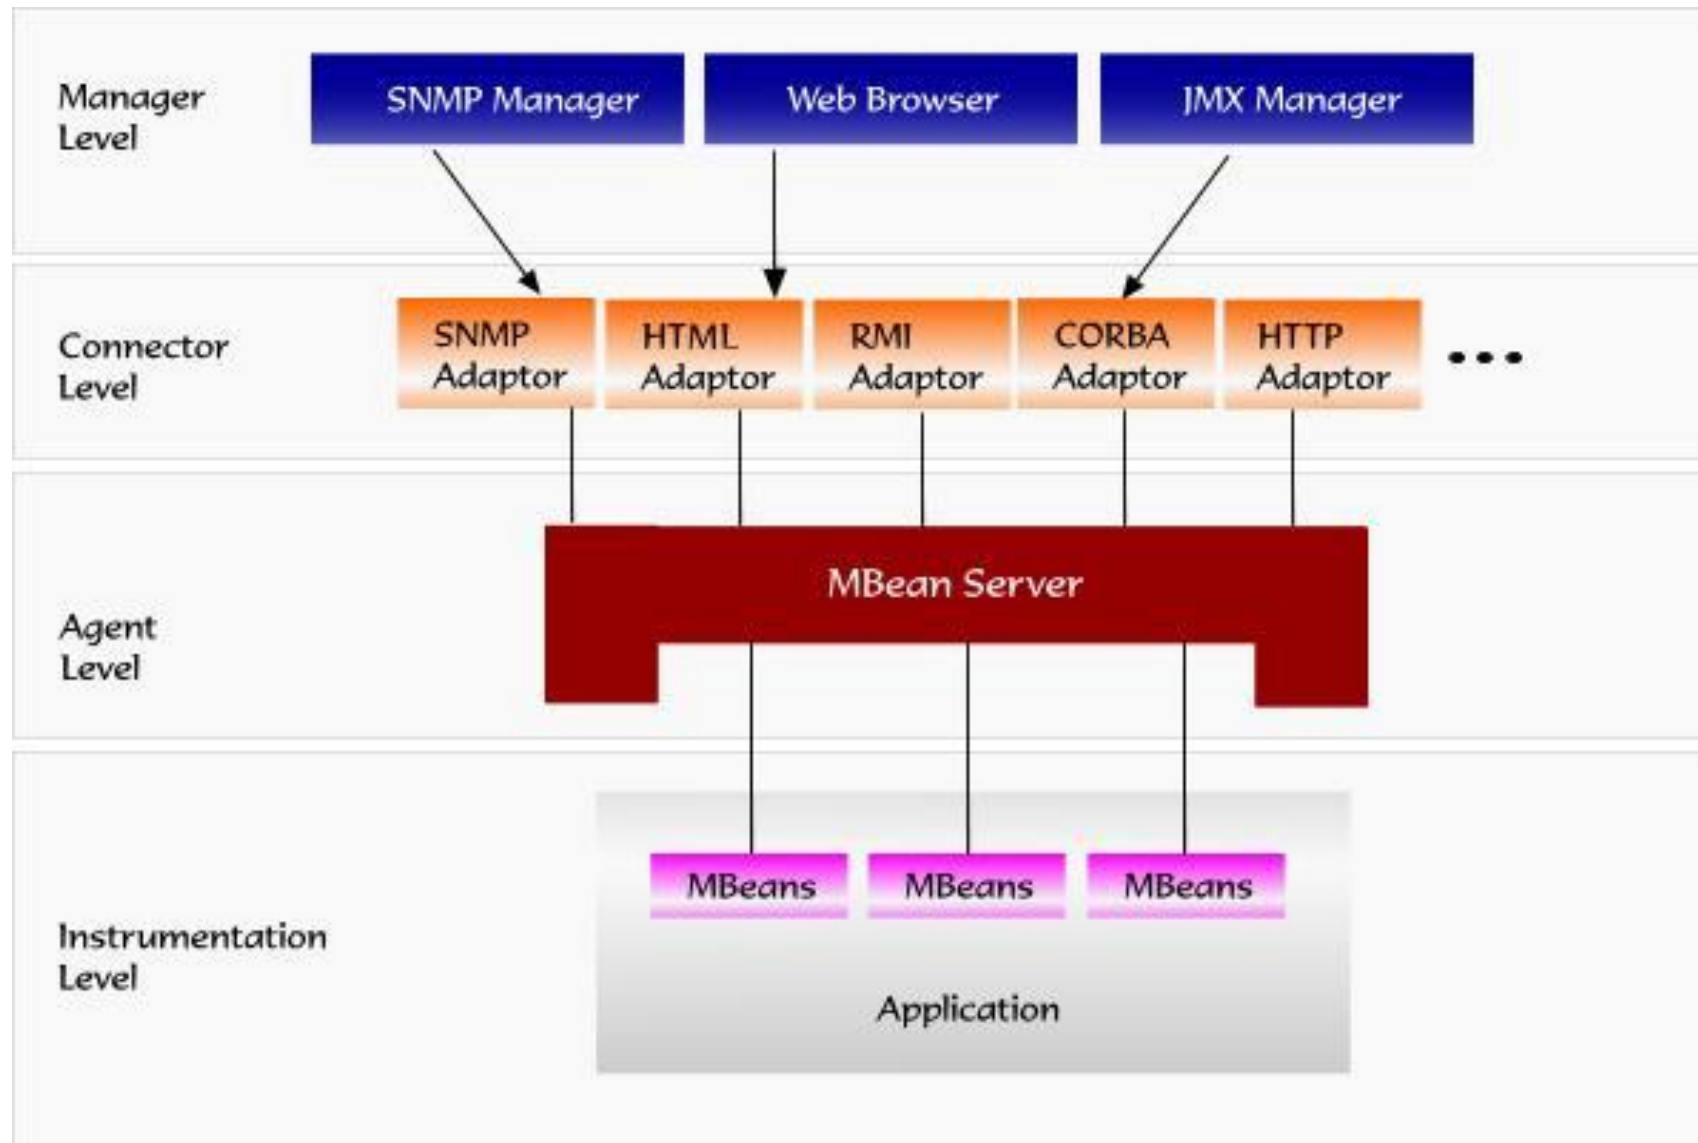 Manager
Level
SNMP Manager
Web Browser
JMX Manager
Connector
Level
SNMP
Adaptor
HTML
Adaptor
RMI
Adaptor
CORBA
Adaptor
HTTP
Adaptor
Agent
Level
MBean Server
Instrumentation
Level
MBeans
MBeans
MBeans
Application